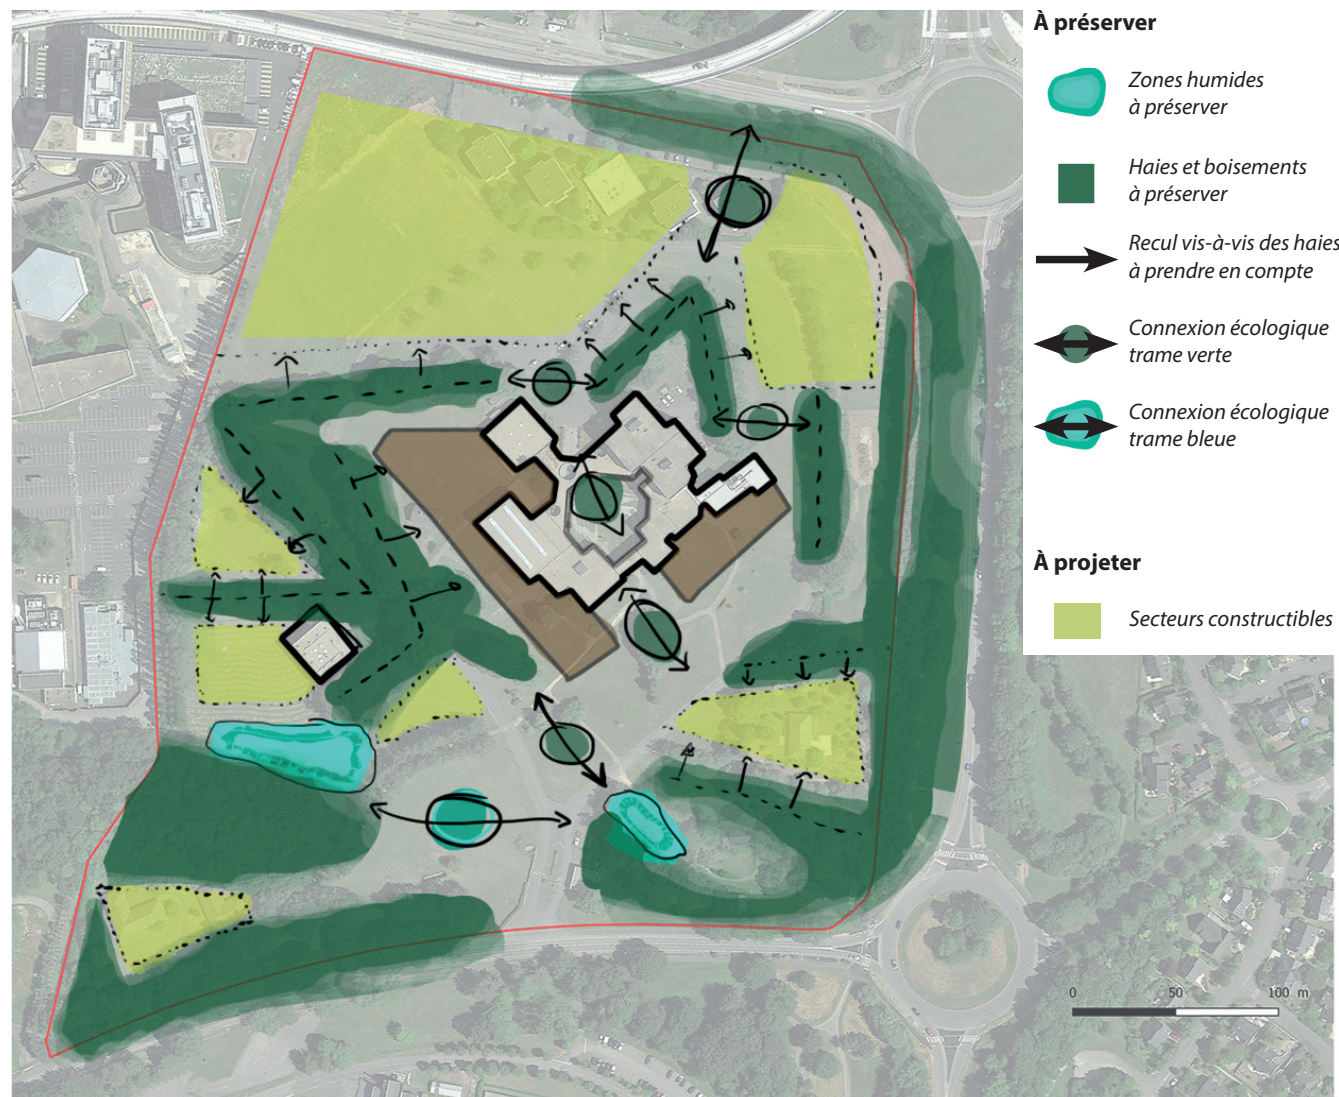 À préserver
Zones humides
à préserver
Haies et boisements
à préserver
Recul vis-à-vis des haies
à prendre en compte
Connexion écologique
trame verte
Connexion écologique
trame bleue
À projeter
Secteurs constructibles
0 50 100 m